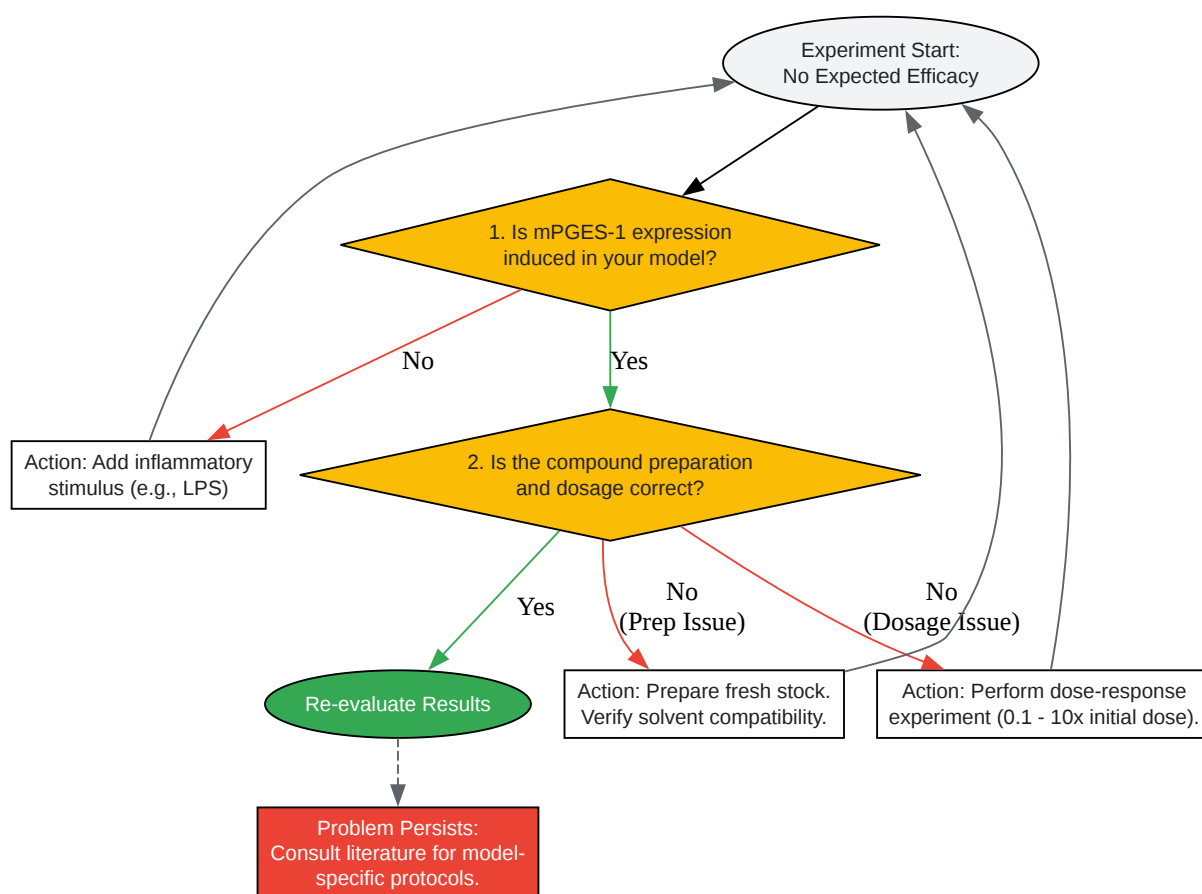 Experiment Start:
No Expected Efficacy
1. Is mPGES-1 expression
induced in your model?
No
Yes
Action: Add inflammatory
stimulus (e.g., LPS)
2. Is the compound preparation
and dosage correct?
Yes
No
(Prep Issue)
No
(Dosage Issue)
Re-evaluate Results
Action: Prepare fresh stock.
Verify solvent compatibility.
Action: Perform dose-response
experiment (0.1 - 10x initial dose).
Problem Persists:
Consult literature for model-
specific protocols.